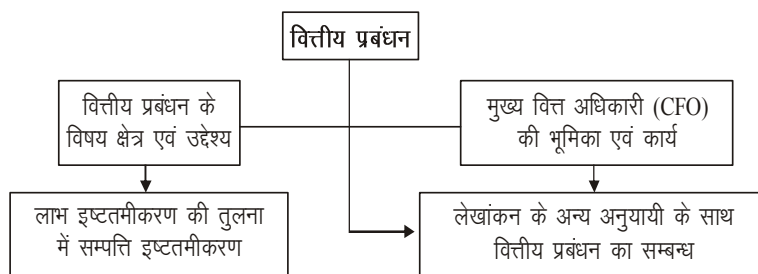 वित्तीय प्रबंधन
वित्तीय प्रबंधन के
विषय क्षेत्र एवं उद्देश्य
मुख्य वित्त अधिकारी (CFO)
की भूमिका एवं कार्य
लाभ इष्टतमीकरण की तुलना
में सम्पत्ति इष्टतमीकरण
लेखांकन के अन्य अनुयायी के साथ
वित्तीय प्रबंधन का सम्बन्ध